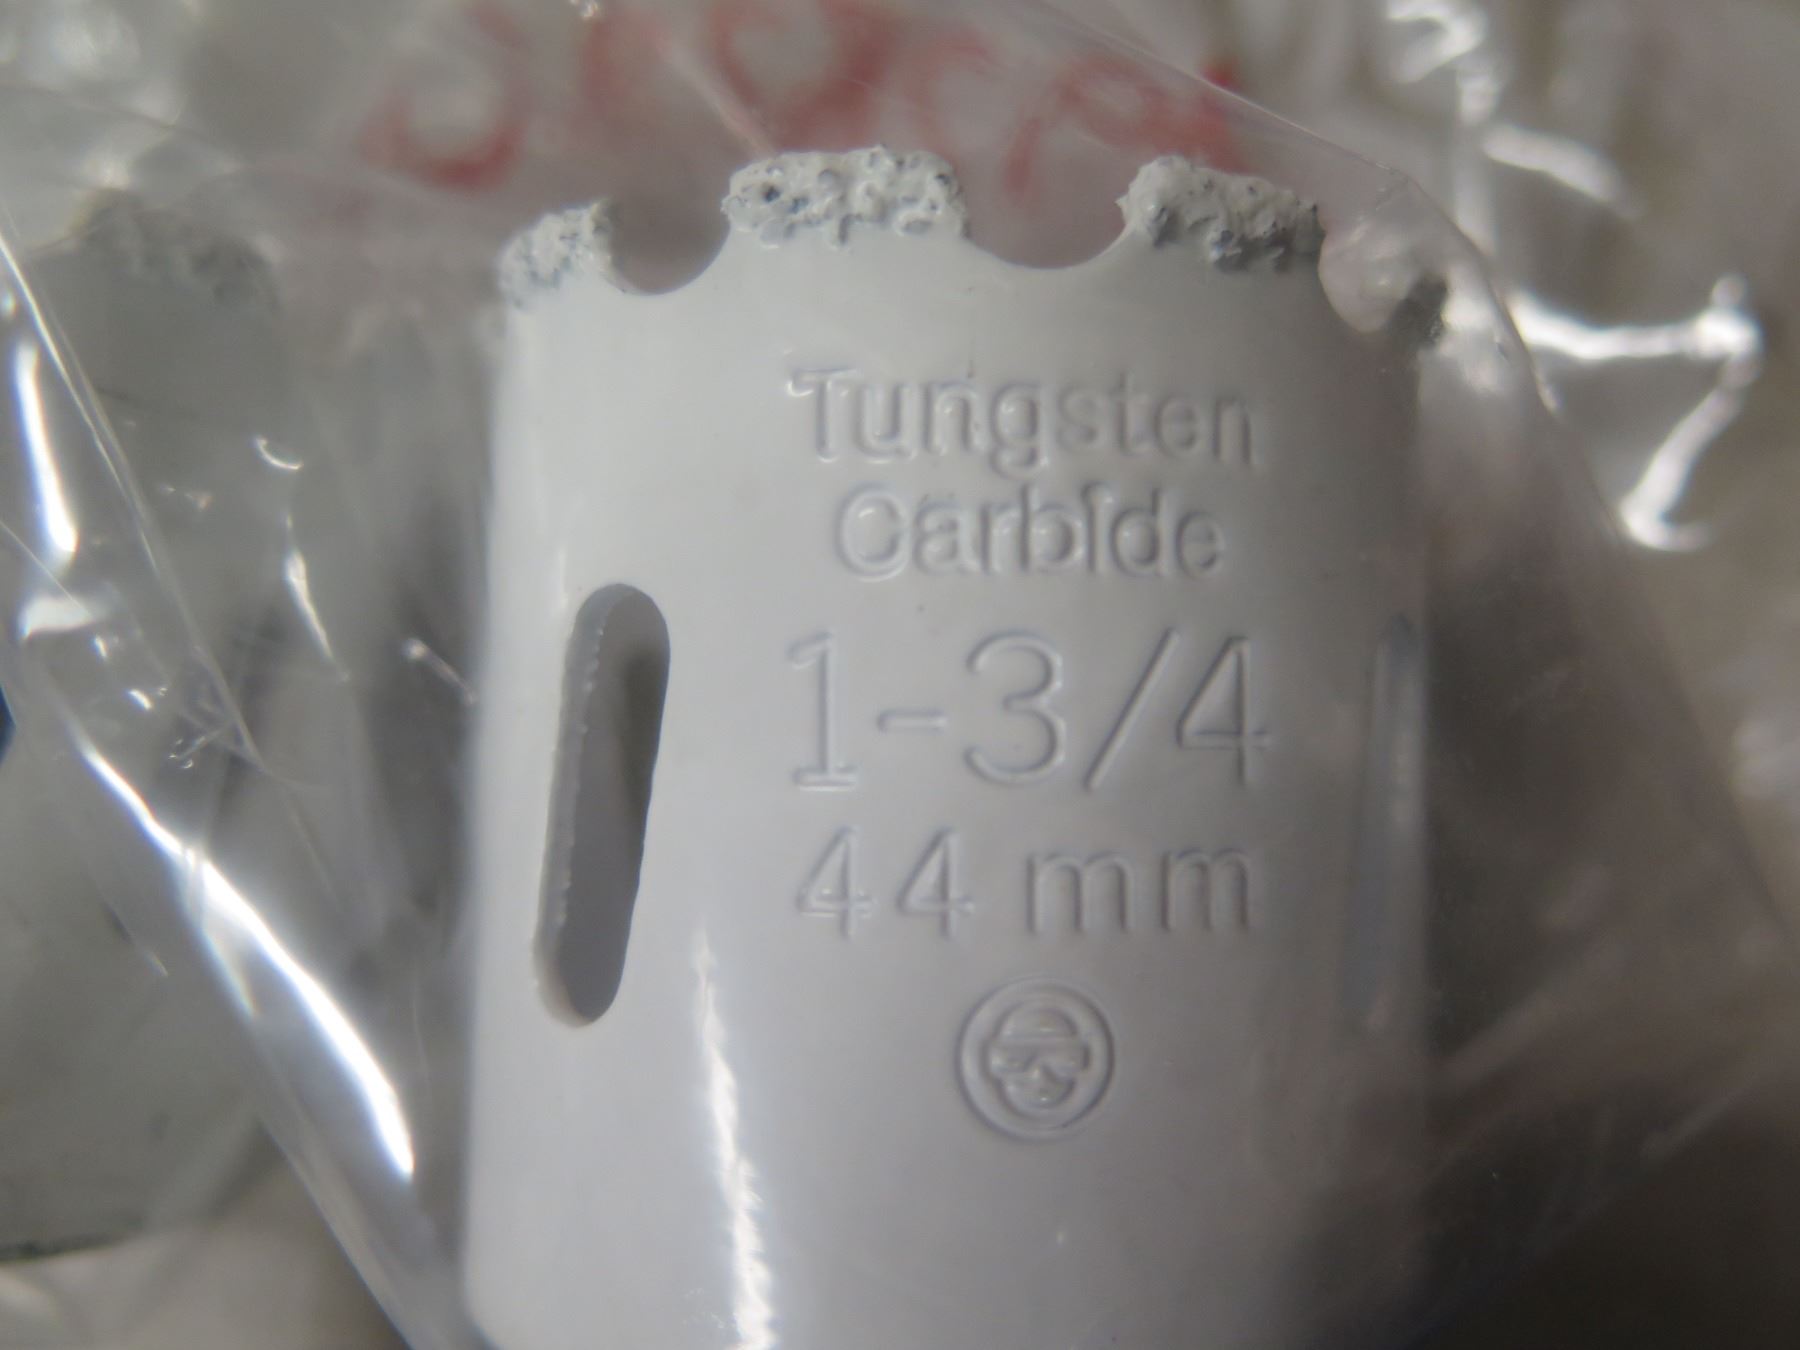 Tungsten
Carbide
1-3/4
44 mm